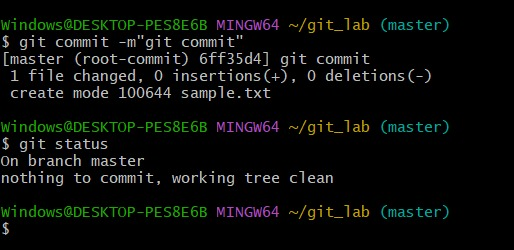 Windows@DESKTOP-PES8E6B MINGW64 ~/git_lab (master)
$ git commit -m"git commit"
[master (root-commit) 6ff35d4] git commit
 1 file changed, 0 insertions(+), 0 deletions(-)
 create mode 100644 sample.txt
Windows@DESKTOP-PES8E6B MINGW64 ~/git_lab (master)
$ git status
On branch master
nothing to commit, working tree clean
Windows@DESKTOP-PES8E6B MINGW64 ~/git_lab (master)
$